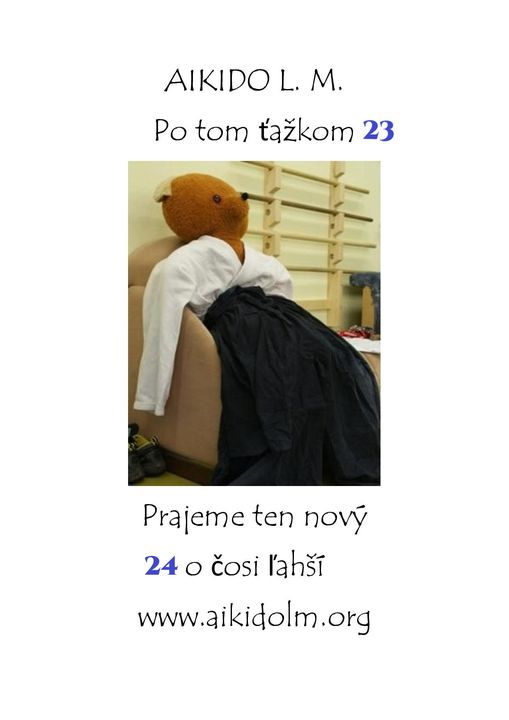 AIKIDO L. M.
Po tom ťažkom 23
Prajeme ten nový
24 o čosi ľahší
www.aikidolm.org